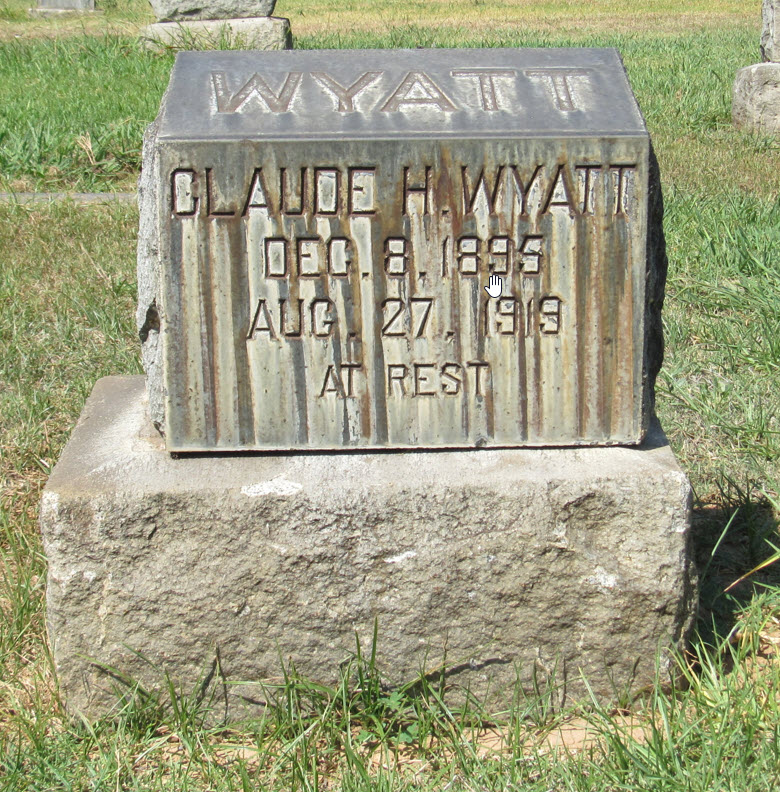 WYATT
CLAUDE H. WYATT
DEC. 8, 1895
AUG. 27, 1919
AT REST